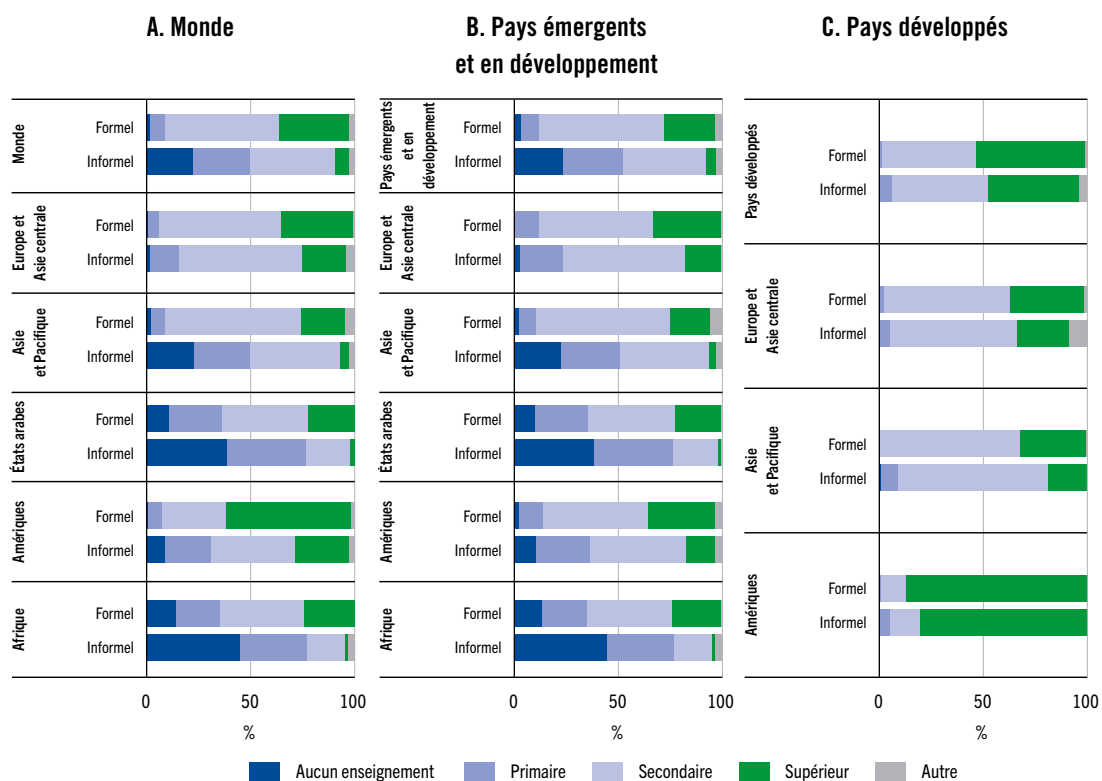 A. Monde
Monde
Formel
Informel
Europe et
Asie centrale
Formel
Informel
Asie
et Pacifique
Formel
Informel
États arabes
Formel
Informel
Amériques
Formel
Informel
Afrique
Formel
Informel
0 50 100
%
B. Pays émergents
et en développement
Pays émergents
et en
développement
Formel
Informel
Europe et
Asie centrale
Formel
Informel
Asie
et Pacifique
Formel
Informel
États arabes
Formel
Informel
Amériques
Formel
Informel
Afrique
Formel
Informel
0 50 100
%
C. Pays développés
Pays développés
Formel
Informel
Europe et
Asie centrale
Formel
Informel
Asie
et Pacifique
Formel
Informel
Amériques
Formel
Informel
0 50 100
%
Aucun enseignement Primaire Secondaire Supérieur Autre